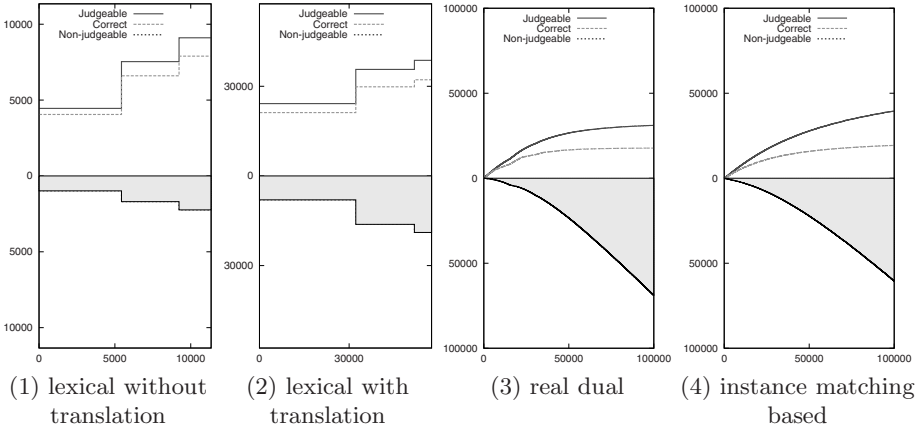 10000
5000
0
5000
10000
0 5000 10000
Judgeable
Correct
Non-judgeable
(1) lexical without
translation
30000
0
30000
0 30000
Judgeable
Correct
Non-judgeable
(2) lexical with
translation
100000
50000
0
50000
100000
0 50000 100000
Judgeable
Correct
Non-judgeable
(3) real dual
100000
50000
0
50000
100000
0 50000 100000
Judgeable
Correct
Non-judgeable
(4) instance matching
based